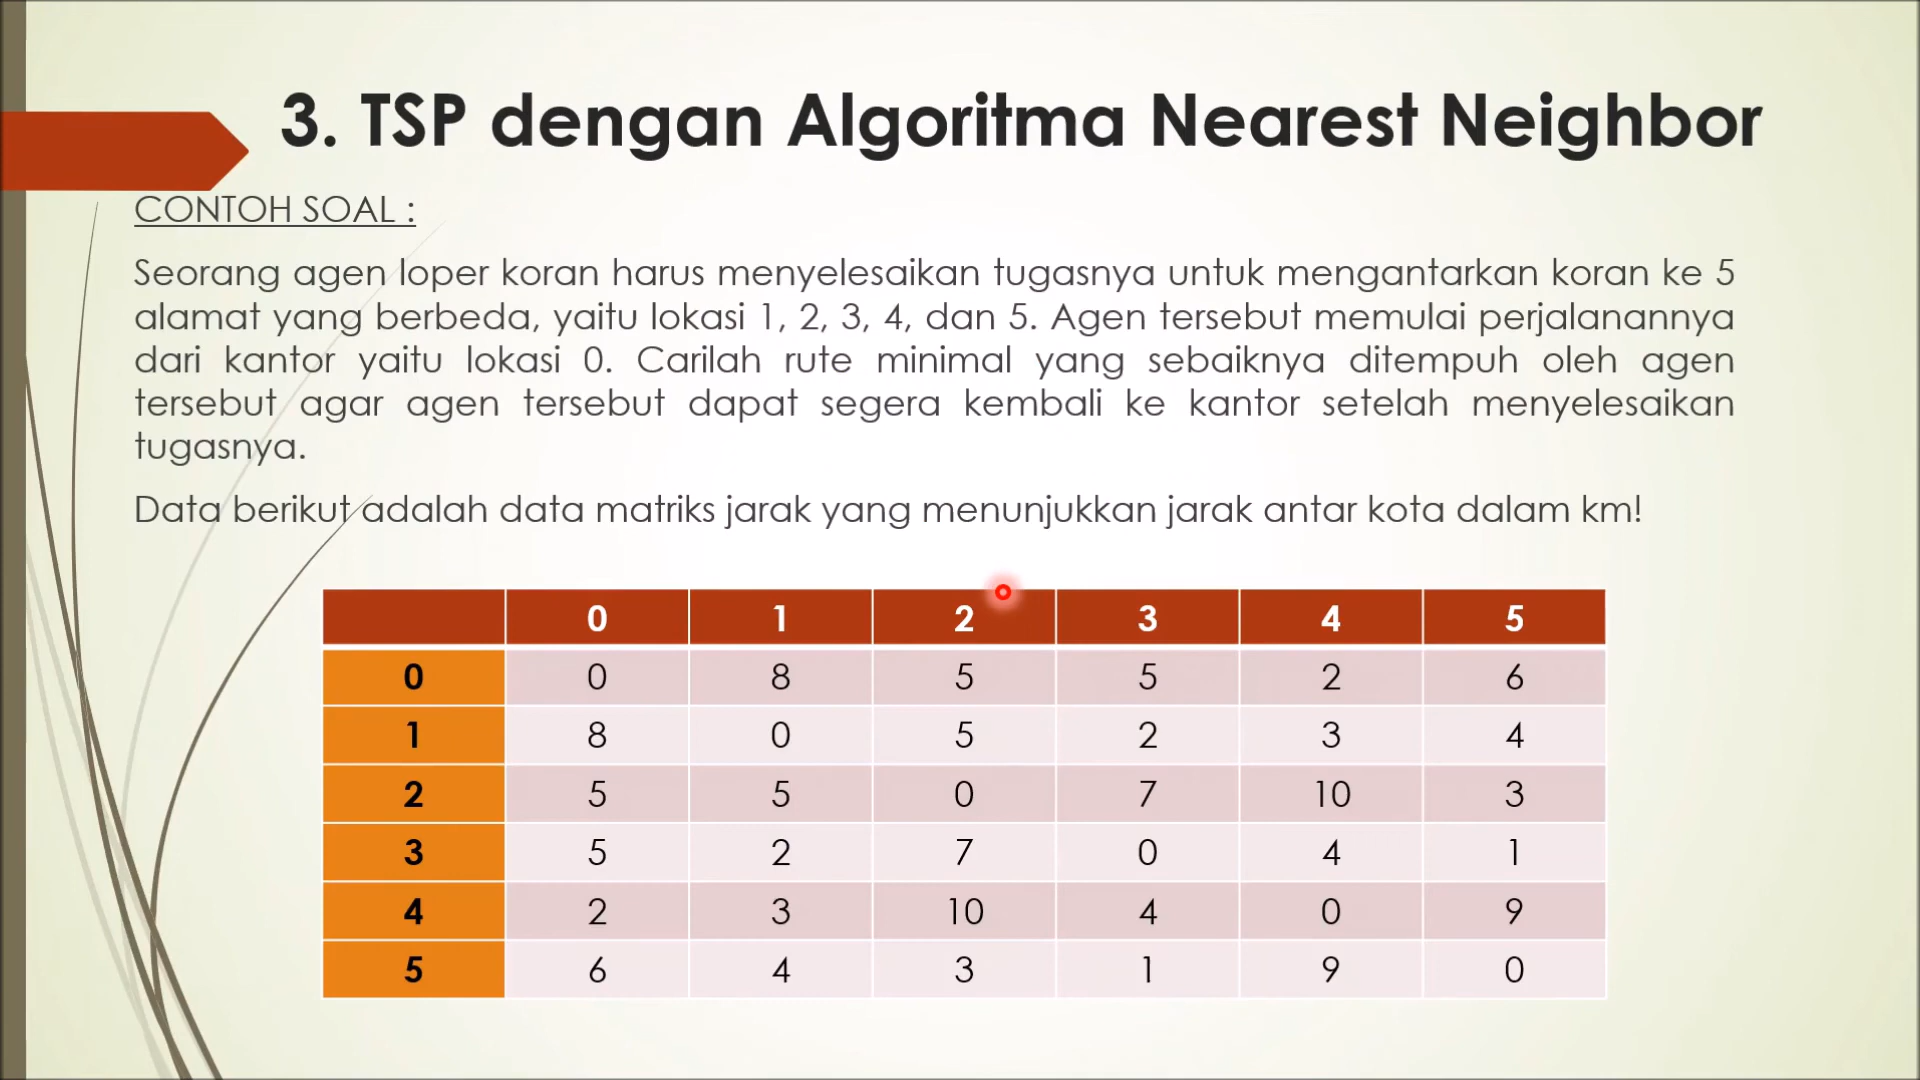 3. TSP dengan Algoritma Nearest Neighbor
CONTOH SOAL :
Seorang agen loper koran harus menyelesaikan tugasnya untuk mengantarkan koran ke 5
alamat yang berbeda, yaitu lokasi 1, 2, 3, 4, dan 5. Agen tersebut memulai perjalanannya
dari kantor yaitu lokasi 0. Carilah rute minimal yang sebaiknya ditempuh oleh agen
tersebut agar agen tersebut dapat segera kembali ke kantor setelah menyelesaikan
tugasnya.
Data berikut adalah data matriks jarak yang menunjukkan jarak antar kota dalam km!
0 1 2 3 4 5
0 0 8 5 5 2 6
1 8 0 5 2 3 4
2 5 5 0 7 10 3
3 5 2 7 0 4 1
4 2 3 10 4 0 9
5 6 4 3 1 9 0